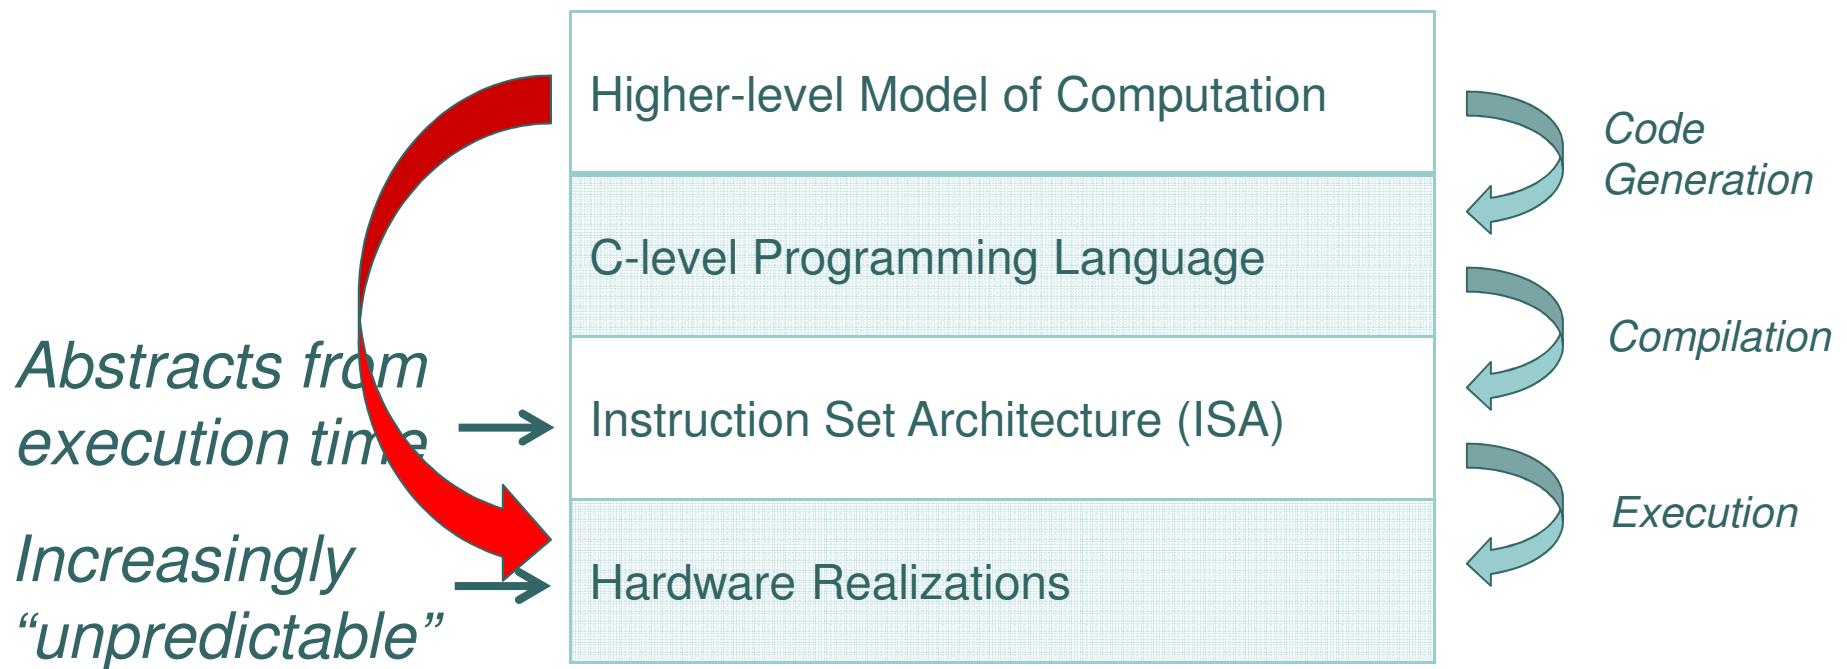 Higher-level Model of Computation
Code
Generation
C-level Programming Language
Compilation
Abstracts from
execution time
Instruction Set Architecture (ISA)
Execution
Increasingly
“unpredictable”
Hardware Realizations